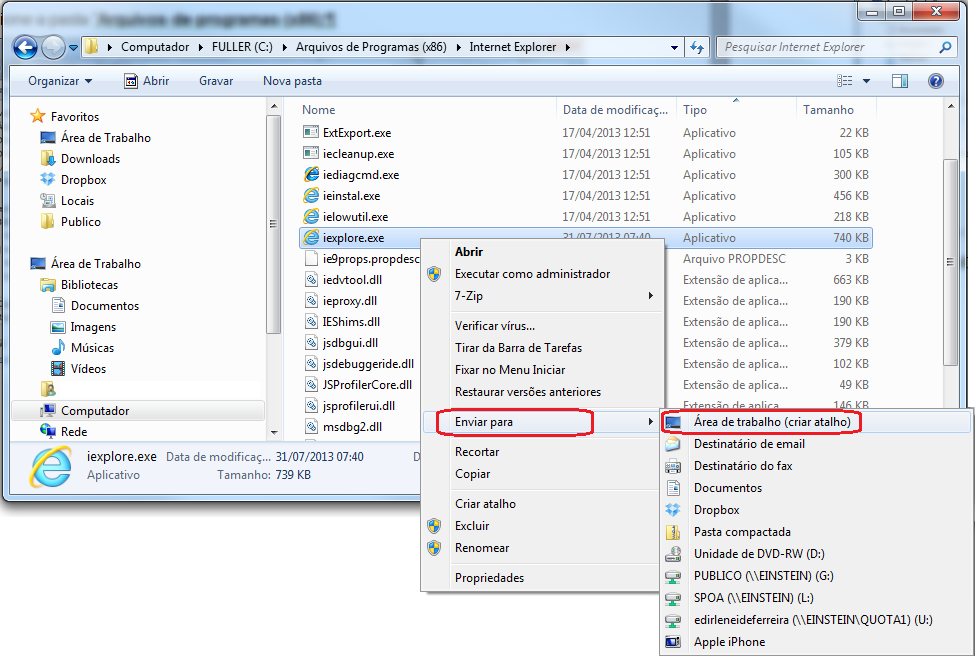 Arquivos de programas (x86)
Computador FULLER (C:) Arquivos de Programas (x86) Internet Explorer
Pesquisar Internet Explorer
Organizar Abrir Gravar Nova pasta
Favoritos
Área de Trabalho
Downloads
Dropbox
Locais
Publico
Área de Trabalho
Bibliotecas
Documentos
Imagens
Músicas
Vídeos
Computador
Rede
Nome Data de modificaç... Tipo Tamanho
ExtExport.exe 17/04/2013 12:51 Aplicativo 22 KB
iecleanup.exe 17/04/2013 12:51 Aplicativo 105 KB
iediagcmd.exe 17/04/2013 12:51 Aplicativo 300 KB
ieinstal.exe 17/04/2013 12:51 Aplicativo 456 KB
ielowutil.exe 17/04/2013 12:51 Aplicativo 218 KB
iexplore.exe 31/07/2013 07:40 Aplicativo 740 KB
ie9props.propdesc Arquivo PROPDESC 3 KB
iedvtool.dll Extensão de aplica... 663 KB
ieproxy.dll Extensão de aplica... 190 KB
IEShims.dll Extensão de aplica... 190 KB
jsdbgui.dll Extensão de aplica... 379 KB
jsdebuggeride.dll Extensão de aplica... 102 KB
JSProfilerCore.dll Extensão de aplica... 49 KB
jsprofilerui.dll Extensão de aplica... 146 KB
msdbg2.dll
Abrir
Executar como administrador
7-Zip
Verificar vírus...
Tirar da Barra de Tarefas
Fixar no Menu Iniciar
Restaurar versões anteriores
Enviar para
Recortar
Copiar
Criar atalho
Excluir
Renomear
Propriedades
Área de trabalho (criar atalho)
Destinatário de email
Destinatário do fax
Documentos
Dropbox
Pasta compactada
Unidade de DVD-RW (D:)
PUBLICO (\\EINSTEIN) (G:)
SPOA (\\EINSTEIN) (L:)
edirleneideferreira (\\EINSTEIN\QUOTA1) (U:)
Apple iPhone
iexplore.exe Data de modificaç... 31/07/2013 07:40 D
Aplicativo Tamanho: 739 KB